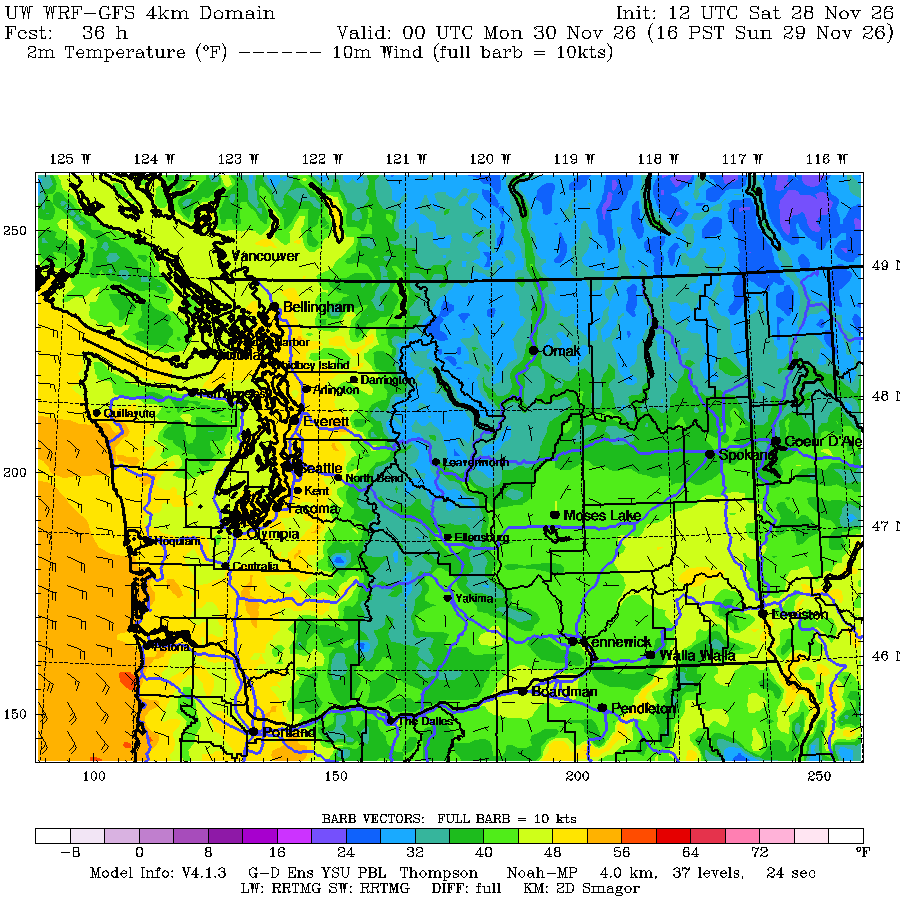 UW WRF-GFS 4km Domain Init: 12 UTC Sat 28 Nov 26
Fcst: 36 h Valid: 00 UTC Mon 30 Nov 26 (16 PST Sun 29 Nov 26)
2m Temperature (°F) ------ 10m Wind (full barb = 10kts)
125 W 124 W 123 W 122 W 121 W 120 W 119 W 118 W 117 W 116 W
250
Vancouver
49 N
Bellingham
Harbor
Omak
Whidbey Island
Darrington
Arlington
Port Angeles
48 N
Quillayute
Everett
Coeur D'Ale
Spokane
Leavenworth
200
Seattle
North Bend
Kent
Tacoma
Moses Lake
47 N
Olympia
Hoquiam
Ellensburg
Centralia
Yakima
Lewiston
Kennewick
Astoria
Walla Walla
46 N
Boardman
Pendleton
150
The Dalles
Portland
100 150 200 250
BARB VECTORS: FULL BARB = 10 kts
-8 0 8 16 24 32 40 48 56 64 72 °F
Model Info: V4.1.3 G-D Ens YSU PBL Thompson Noah-MP 4.0 km, 37 levels, 24 sec
LW: RRTMG SW: RRTMG DIFF: full KM: 2D Smagor